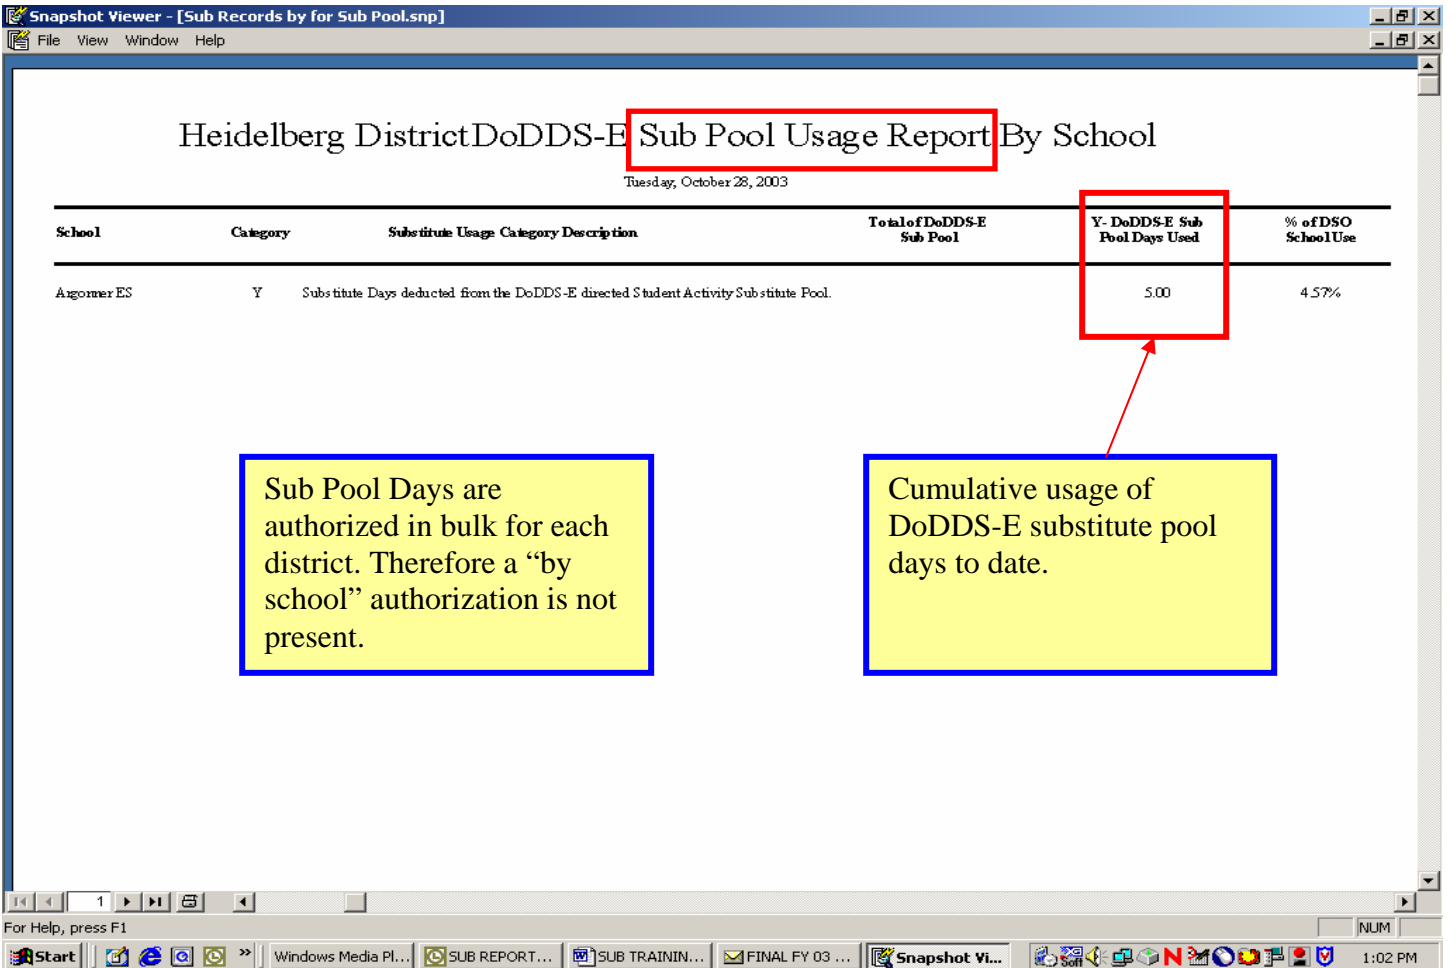 Snapshot Viewer - [Sub Records by for Sub Pool.snp]
File View Window Help
Heidelberg District DoDDS-E Sub Pool Usage Report By School
Tuesday, October 28, 2003
School Category Substitute Usage Category Description Total of DoDDS-E Sub Pool Y- DoDDS-E Sub Pool Days Used % of DSO School Use
Argonner ES Y Substitute Days deducted from the DoDDS-E directed Student Activity Substitute Pool. 5.00 4.57%
Sub Pool Days are
authorized in bulk for each
district. Therefore a “by
school” authorization is not
present.
Cumulative usage of
DoDDS-E substitute pool
days to date.
1
For Help, press F1
NUM
Start
Windows Media Pl...
SUB REPORT...
SUB TRAININ...
FINAL FY 03 ...
Snapshot Vi...
1:02 PM